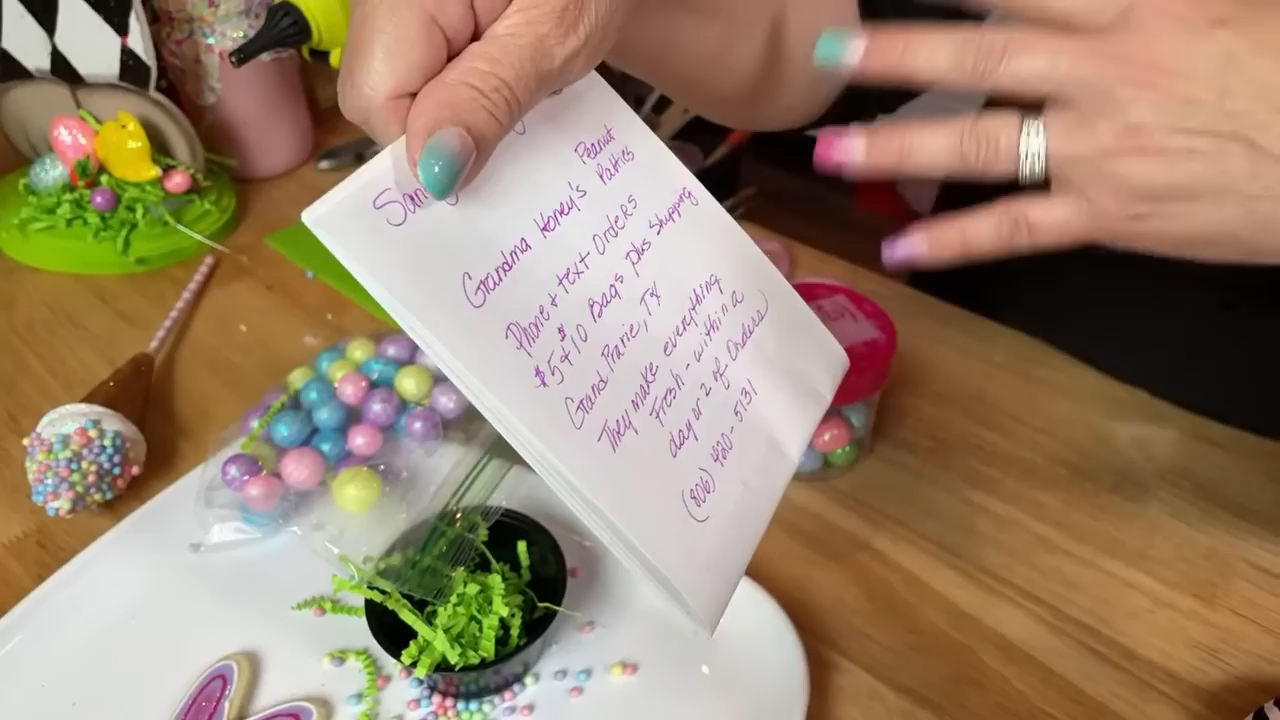 Grandma Honey's Peanut
Patties
Phone + text orders
$5 + $10 Bags plus shipping
Grand Prarie, TX
They make everything
Fresh - within a
day or 2 of Orders
(806) 420-5131